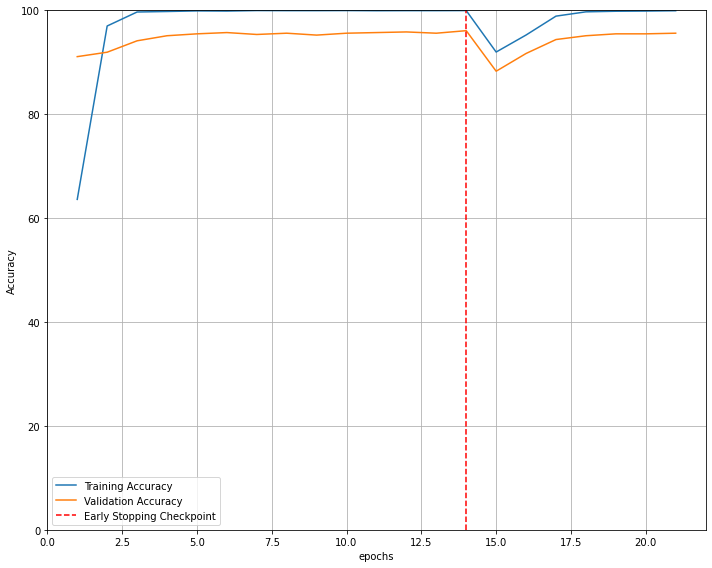 100
80
60
40
20
0
Accuracy
Training Accuracy
Validation Accuracy
Early Stopping Checkpoint
0.0 2.5 5.0 7.5 10.0 12.5 15.0 17.5 20.0
epochs